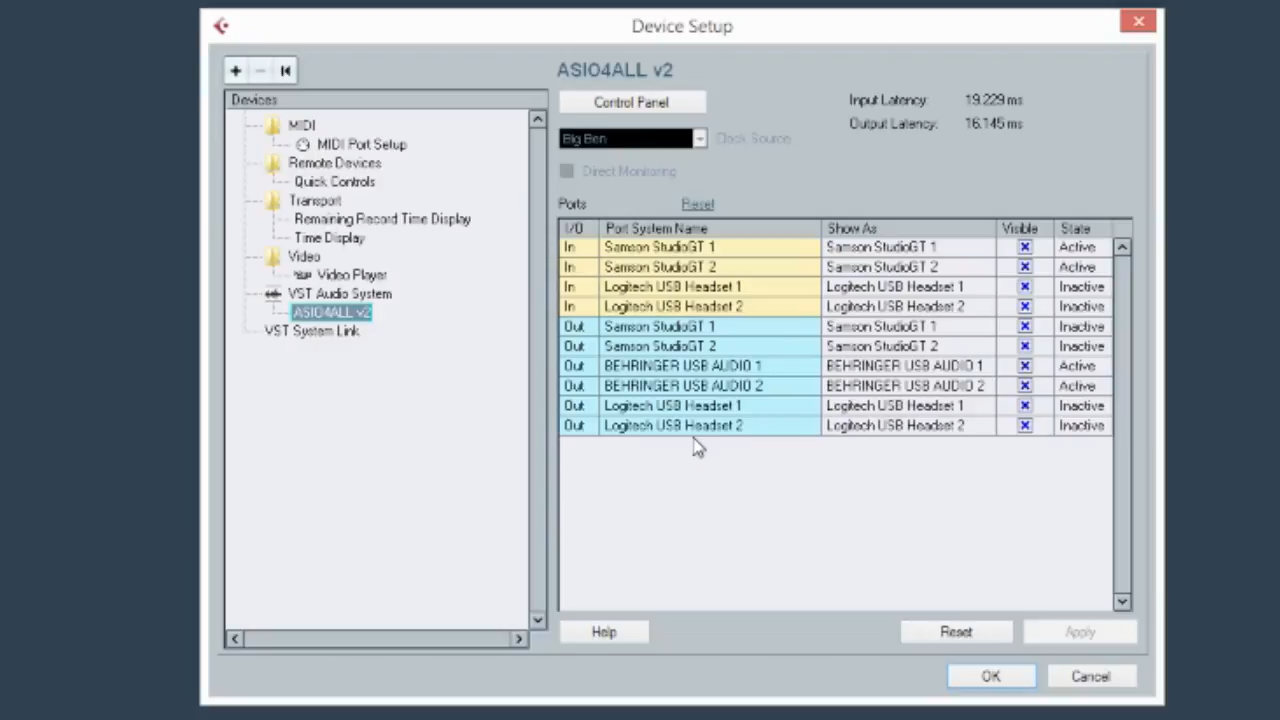 Device Setup
ASIO4ALL v2
Devices
MIDI
MIDI Port Setup
Remote Devices
Quick Controls
Transport
Remaining Record Time Display
Time Display
Video
Video Player
VST Audio System
ASIO4ALL v2
VST System Link
Control Panel
Input Latency: 19.229 ms
Output Latency: 16.145 ms
Big Ben Clock Source
Direct Monitoring
Ports Reset
I/O Port System Name Show As Visible State
In Samson StudioGT 1 Samson StudioGT 1 Active
In Samson StudioGT 2 Samson StudioGT 2 Active
In Logitech USB Headset 1 Logitech USB Headset 1 Inactive
In Logitech USB Headset 2 Logitech USB Headset 2 Inactive
Out Samson StudioGT 1 Samson StudioGT 1 Inactive
Out Samson StudioGT 2 Samson StudioGT 2 Inactive
Out BEHRINGER USB AUDIO 1 BEHRINGER USB AUDIO 1 Active
Out BEHRINGER USB AUDIO 2 BEHRINGER USB AUDIO 2 Active
Out Logitech USB Headset 1 Logitech USB Headset 1 Inactive
Out Logitech USB Headset 2 Logitech USB Headset 2 Inactive
Help Reset Apply
OK Cancel